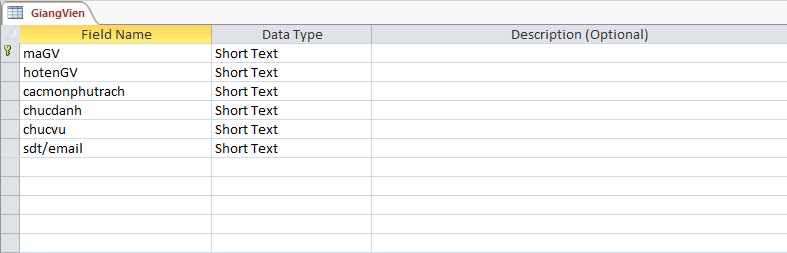 GiangVien
Field Name Data Type Description (Optional)
maGV Short Text
hotenGV Short Text
cacmonphutrach Short Text
chucdanh Short Text
chucvu Short Text
sdt/email Short Text